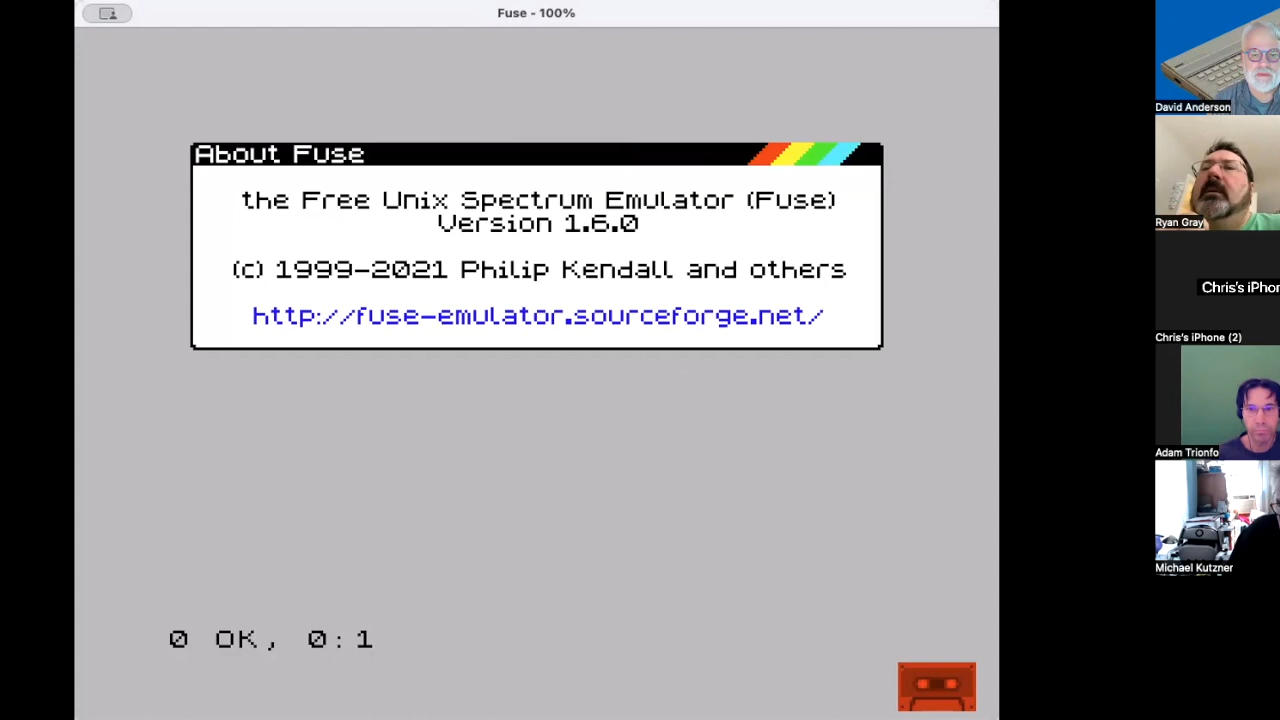 Fuse - 100%
About Fuse
the Free Unix Spectrum Emulator (Fuse)
Version 1.6.0
(c) 1999-2021 Philip Kendall and others
http://fuse-emulator.sourceforge.net/
0 OK, 0:1
David Anderson
Ryan Gray
Chris's iPhon
Chris's iPhone (2)
Adam Trionfo
Michael Kutzner